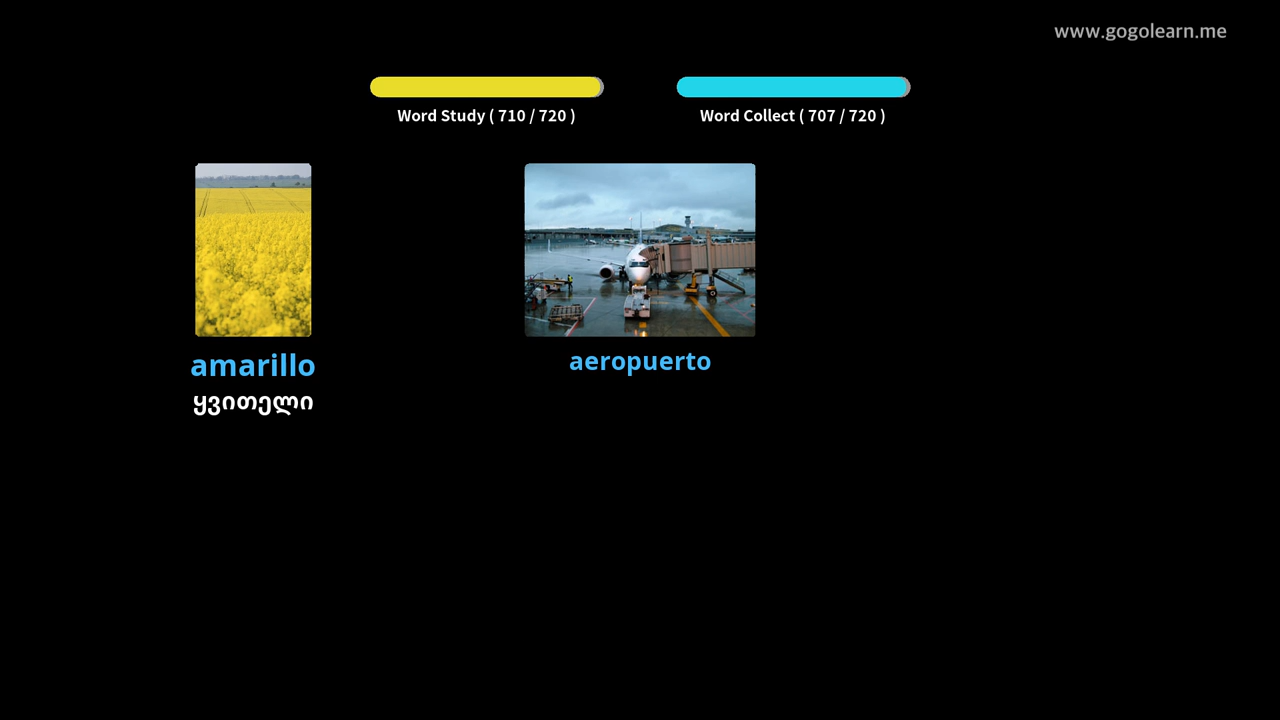 www.gogolearn.me
Word Study ( 710 / 720 )
Word Collect ( 707 / 720 )
amarillo
ყვითელი
aeropuerto